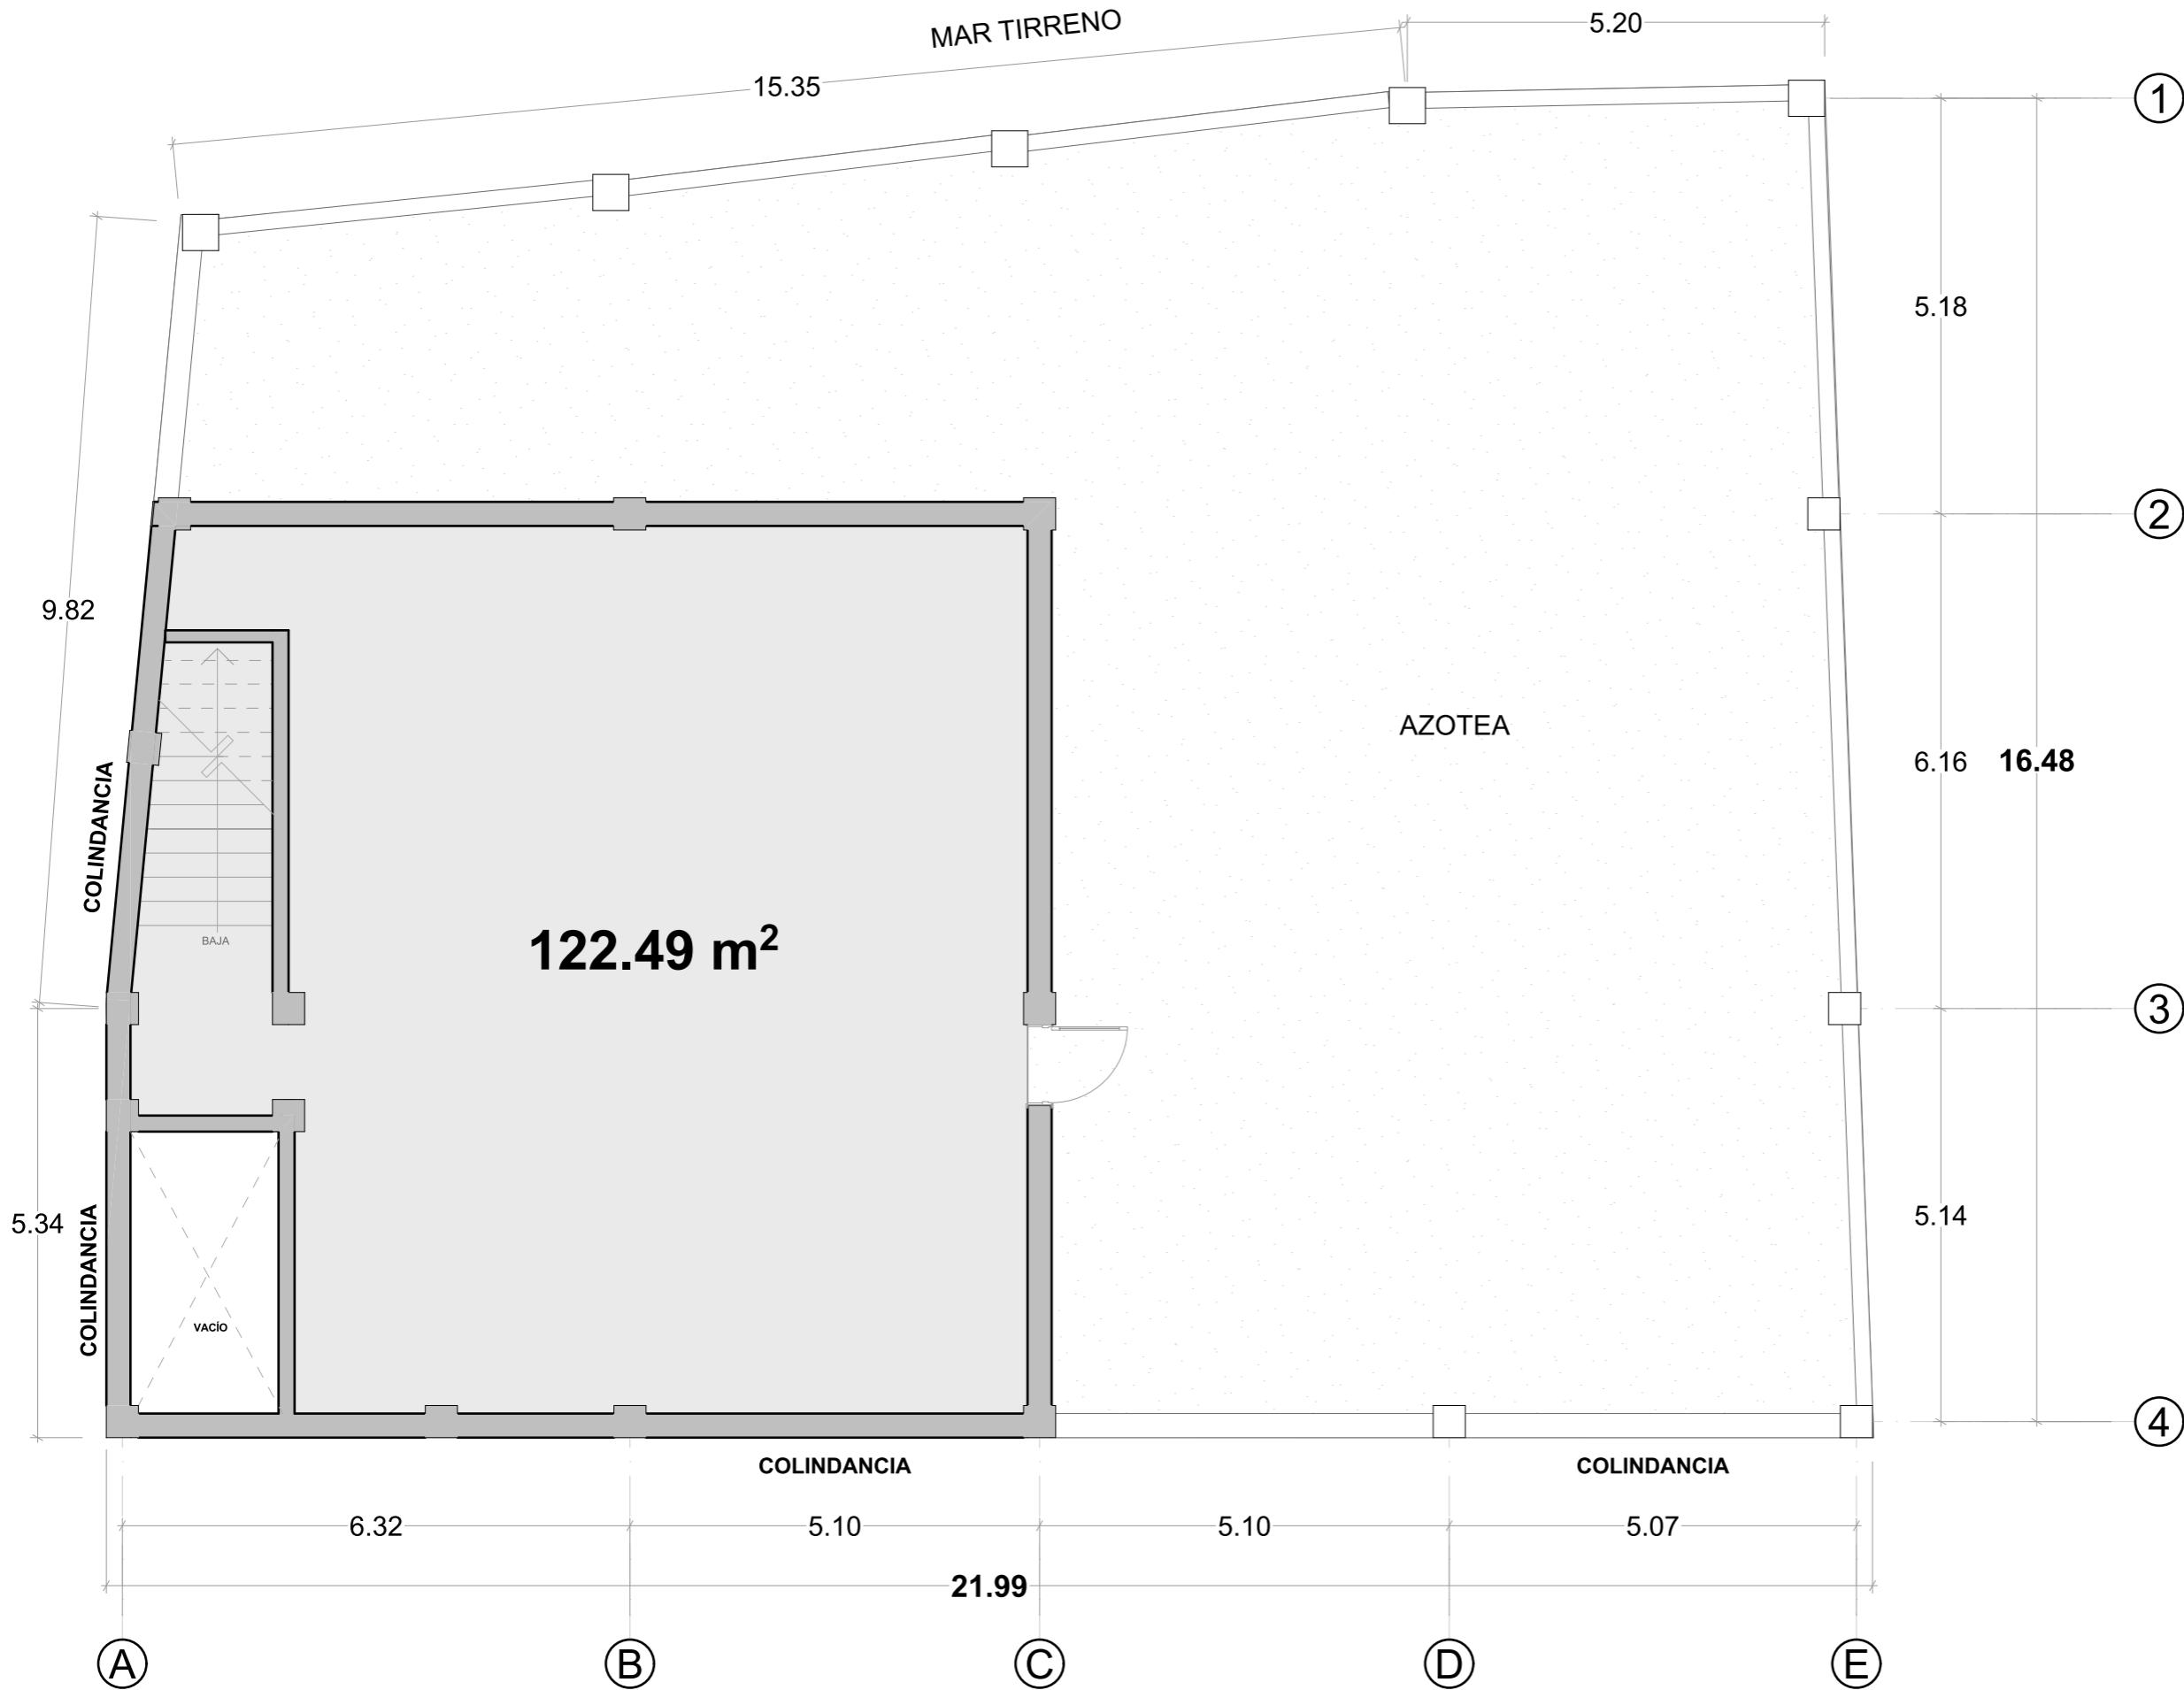 MAR TIRRENO
5.20
15.35
1
5.18
2
9.82
AZOTEA
6.16
16.48
COLINDANCIA
BAJA
122.49 m²
3
5.34
COLINDANCIA
VACÍO
5.14
4
COLINDANCIA
COLINDANCIA
6.32
5.10
5.10
5.07
21.99
A
B
C
D
E